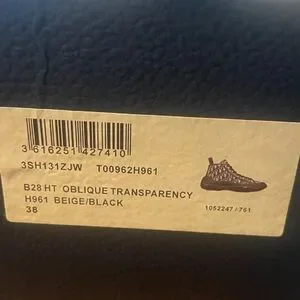 3 616251 427410
3SH131ZJW T00962H961
B28 HT OBLIQUE TRANSPARENCY
H961 BEIGE/BLACK
38
1052247 / 761